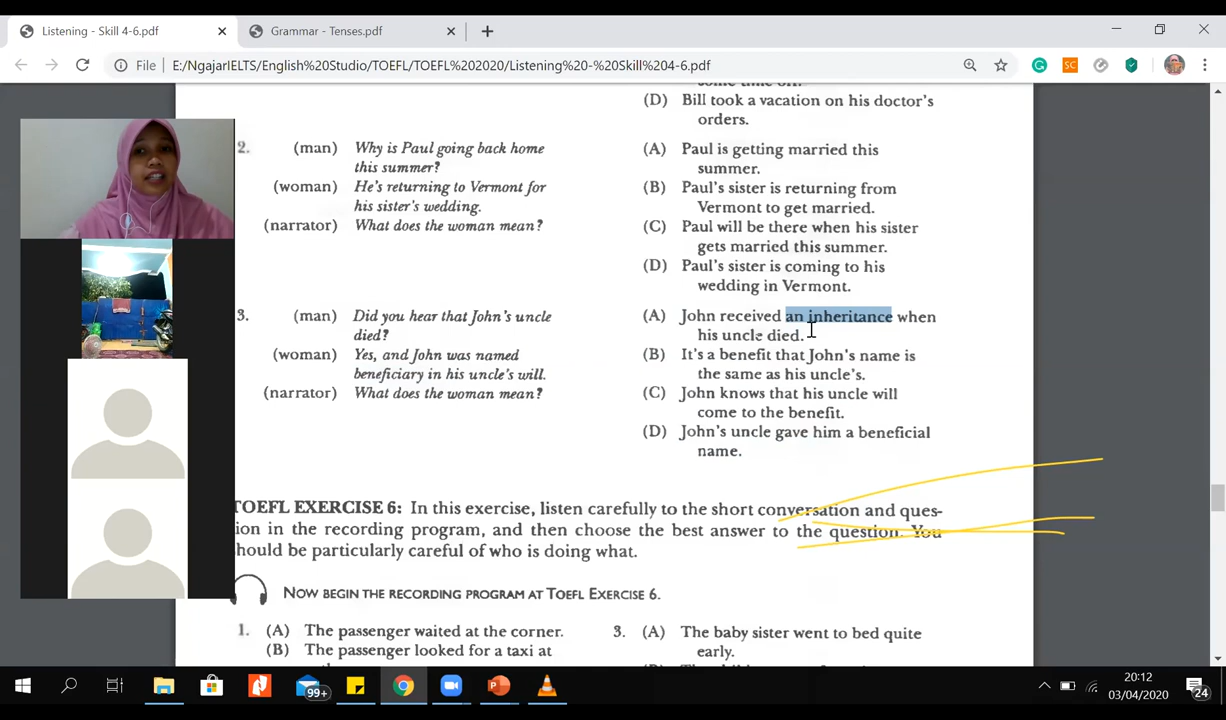 Listening - Skill 4-6.pdf
Grammar - Tenses.pdf
File E:/NgajarIELTS/English%20Studio/TOEFL/TOEFL%202020/Listening%20-%20Skill%204-6.pdf
SC
(D) Bill took a vacation on his doctor's
orders.
2. (man) Why is Paul going back home
this summer?
(woman) He's returning to Vermont for
his sister's wedding.
(narrator) What does the woman mean?
(A) Paul is getting married this
summer.
(B) Paul's sister is returning from
Vermont to get married.
(C) Paul will be there when his sister
gets married this summer.
(D) Paul's sister is coming to his
wedding in Vermont.
3. (man) Did you hear that John's uncle
died?
(woman) Yes, and John was named
beneficiary in his uncle's will.
(narrator) What does the woman mean?
(A) John received an inheritance when
his uncle died.
(B) It's a benefit that John's name is
the same as his uncle's.
(C) John knows that his uncle will
come to the benefit.
(D) John's uncle gave him a beneficial
name.
TOEFL EXERCISE 6: In this exercise, listen carefully to the short conversation and ques-
tion in the recording program, and then choose the best answer to the question. You
should be particularly careful of who is doing what.
NOW BEGIN THE RECORDING PROGRAM AT TOEFL EXERCISE 6.
1. (A) The passenger waited at the corner.
(B) The passenger looked for a taxi at
3. (A) The baby sister went to bed quite
early.
99+
20:12
03/04/2020
24